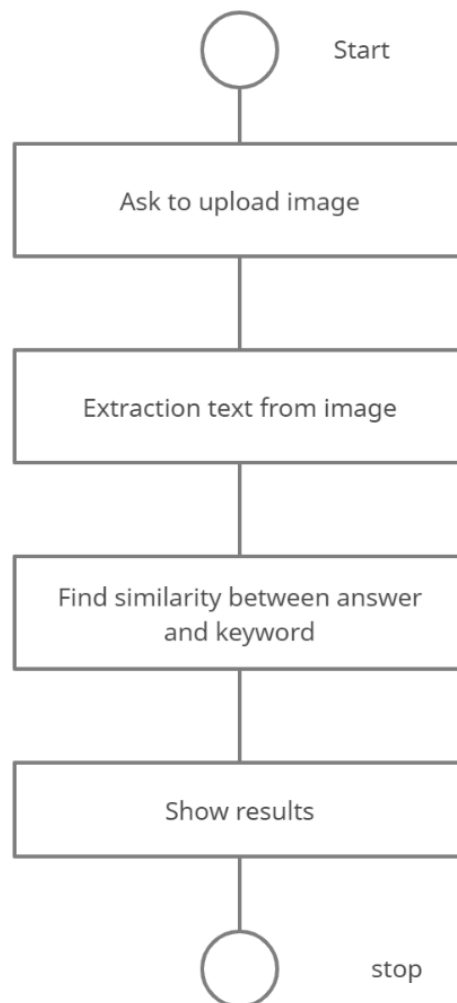 Start
Ask to upload image
Extraction text from image
Find similarity between answer
and keyword
Show results
stop